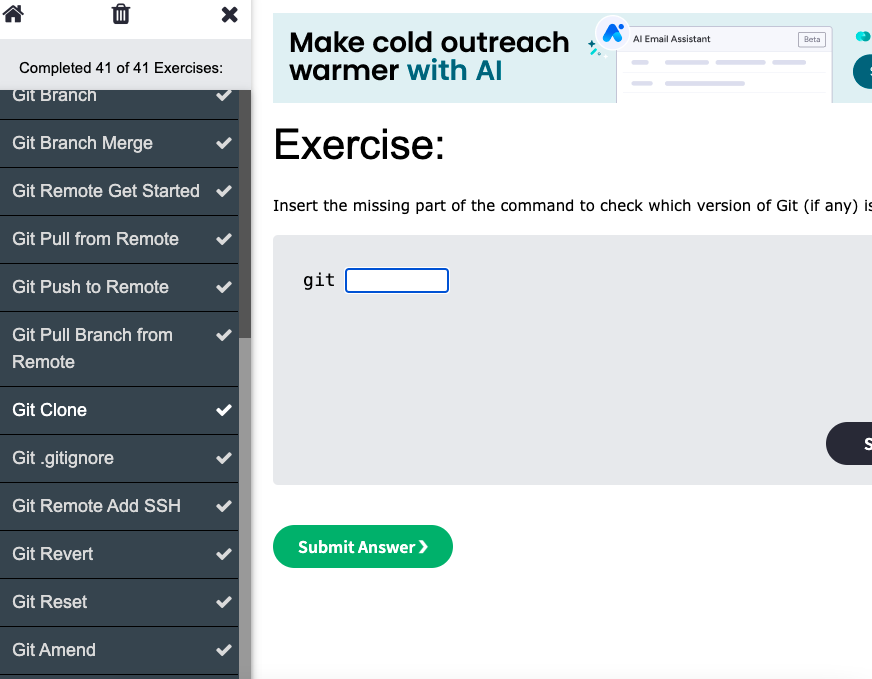 Completed 41 of 41 Exercises:
Git Branch
Git Branch Merge
Git Remote Get Started
Git Pull from Remote
Git Push to Remote
Git Pull Branch from
Remote
Git Clone
Git .gitignore
Git Remote Add SSH
Git Revert
Git Reset
Git Amend
Make cold outreach
warmer with AI
AI Email Assistant
Beta
Exercise:
Insert the missing part of the command to check which version of Git (if any) is
git
S
Submit Answer ❯